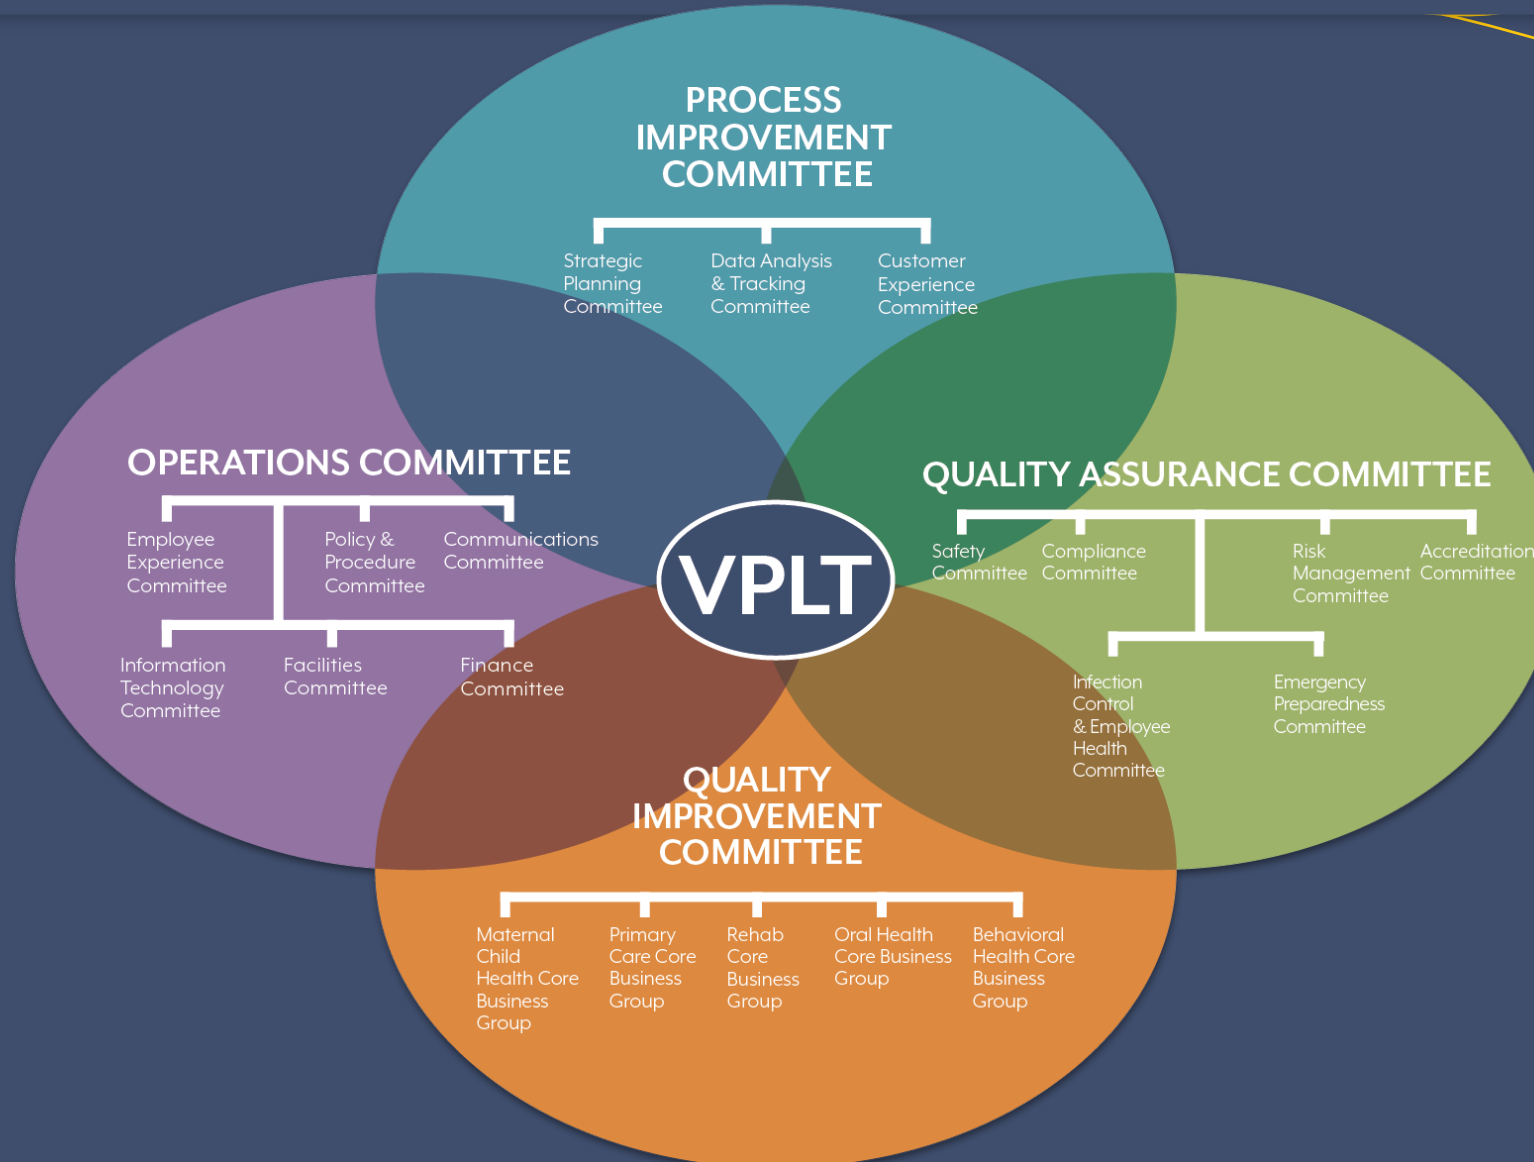 PROCESS
IMPROVEMENT
COMMITTEE
Strategic
Planning
Committee
Data Analysis
& Tracking
Committee
Customer
Experience
Committee
OPERATIONS COMMITTEE
Employee
Experience
Committee
Policy &
Procedure
Committee
Communications
Committee
Information
Technology
Committee
Facilities
Committee
Finance
Committee
VPLT
QUALITY ASSURANCE COMMITTEE
Safety
Committee
Compliance
Committee
Risk
Management
Committee
Accreditation
Committee
Infection
Control
& Employee
Health
Committee
Emergency
Preparedness
Committee
QUALITY
IMPROVEMENT
COMMITTEE
Maternal
Child
Health Core
Business
Group
Primary
Care Core
Business
Group
Rehab
Core
Business
Group
Oral Health
Core Business
Group
Behavioral
Health Core
Business
Group